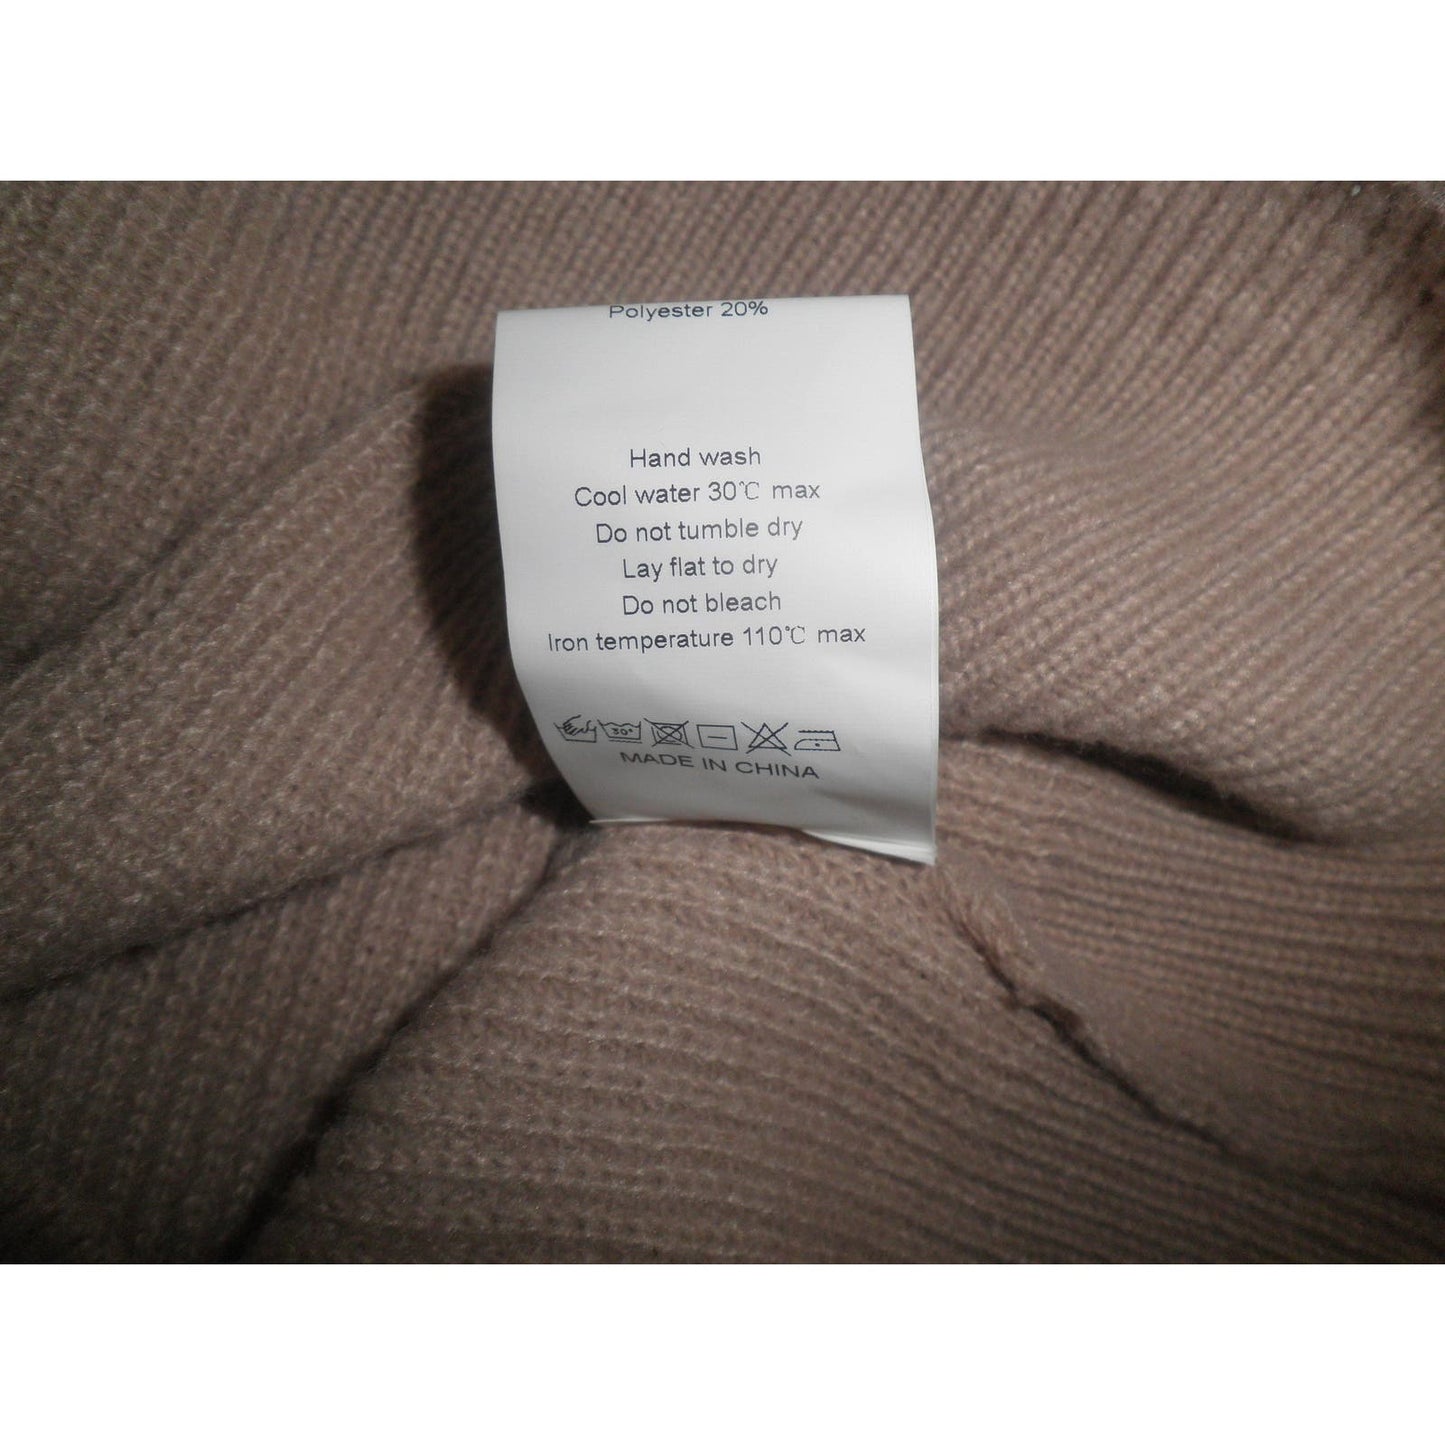 Polyester 20%
Hand wash
Cool water 30℃ max
Do not tumble dry
Lay flat to dry
Do not bleach
Iron temperature 110℃ max
30°
MADE IN CHINA